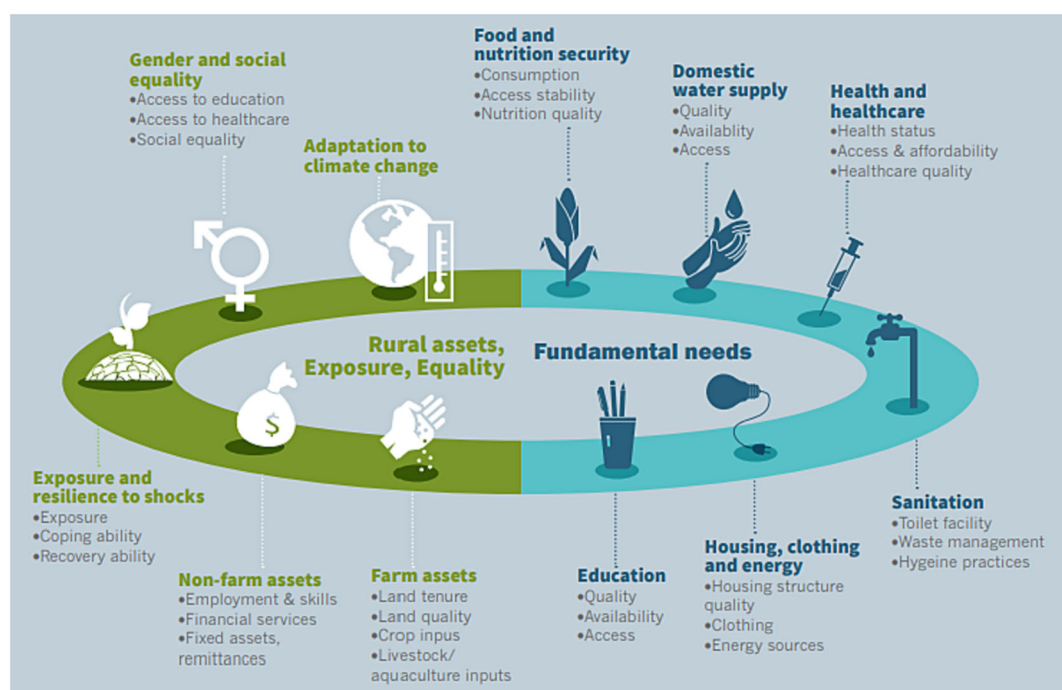 Gender and social
equality
•Access to education
•Access to healthcare
•Social equality
Adaptation to
climate change
Food and
nutrition security
•Consumption
•Access stability
•Nutrition quality
Domestic
water supply
•Quality
•Availablity
•Access
Health and
healthcare
•Health status
•Access & affordability
•Healthcare quality
Rural assets,
Exposure, Equality
Fundamental needs
$
Exposure and
resilience to shocks
•Exposure
•Coping ability
•Recovery ability
Non-farm assets
•Employment & skills
•Financial services
•Fixed assets,
remittances
Farm assets
•Land tenure
•Land quality
•Crop inpus
•Livestock/
aquaculture inputs
Education
•Quality
•Availability
•Access
Housing, clothing
and energy
•Housing structure
quality
•Clothing
•Energy sources
Sanitation
•Toilet facility
•Waste management
•Hygeine practices